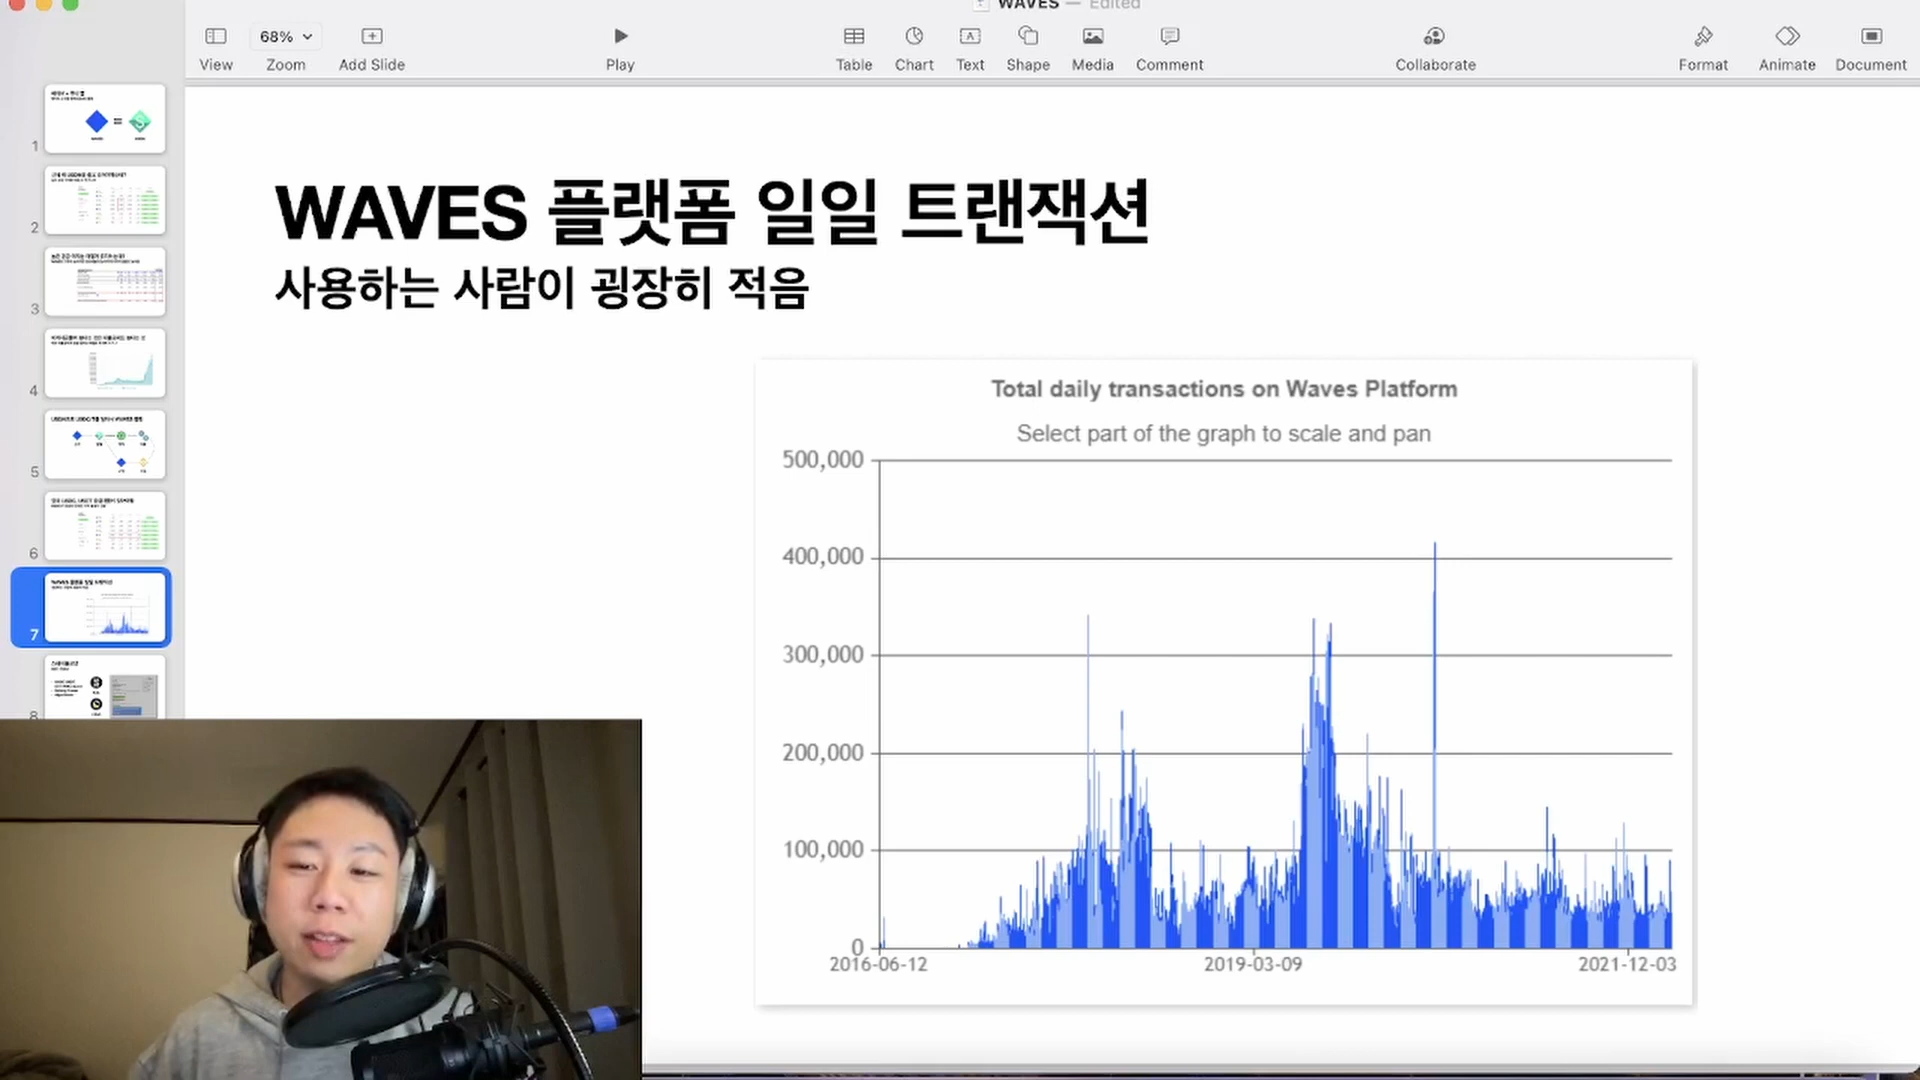 WAVES — Edited
68%
View
Zoom
Add Slide
Play
Table
Chart
Text
Shape
Media
Comment
Collaborate
Format
Animate
Document
1
2
3
4
5
6
7
8
WAVES 플랫폼 일일 트랜잭션
사용하는 사람이 굉장히 적음
Total daily transactions on Waves Platform
Select part of the graph to scale and pan
500,000
400,000
300,000
200,000
100,000
0
2016-06-12
2019-03-09
2021-12-03